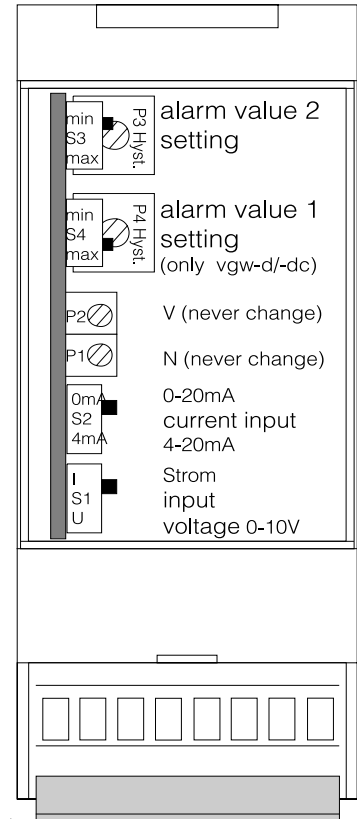 min
S3
max
P3 Hyst.
alarm value 2
setting
min
S4
max
P4 Hyst.
alarm value 1
setting
(only vgw-d/-dc)
P2
V (never change)
P1
N (never change)
0mA
S2
4mA
0-20mA
current input
4-20mA
I
S1
U
Strom
input
voltage 0-10V